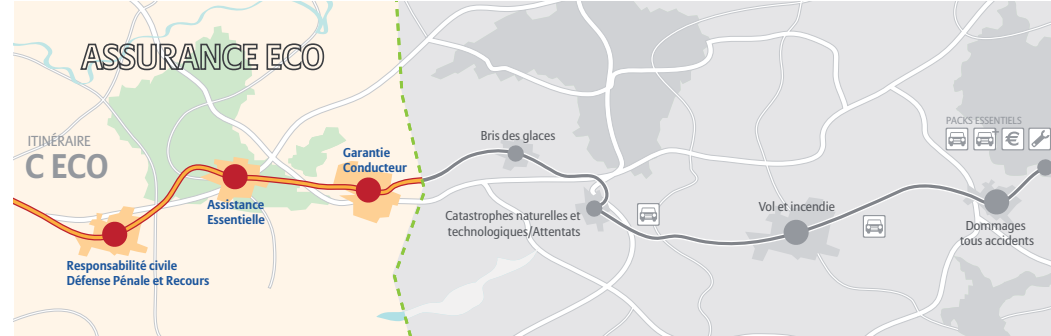 ASSURANCE ECO
ITINÉRAIRE
C ECO
Responsabilité civile
Défense Pénale et Recours
Assistance
Essentielle
Garantie
Conducteur
Bris des glaces
Catastrophes naturelles et
technologiques/Attentats
Vol et incendie
PACKS ESSENTIELS
€
Dommages
tous accidents